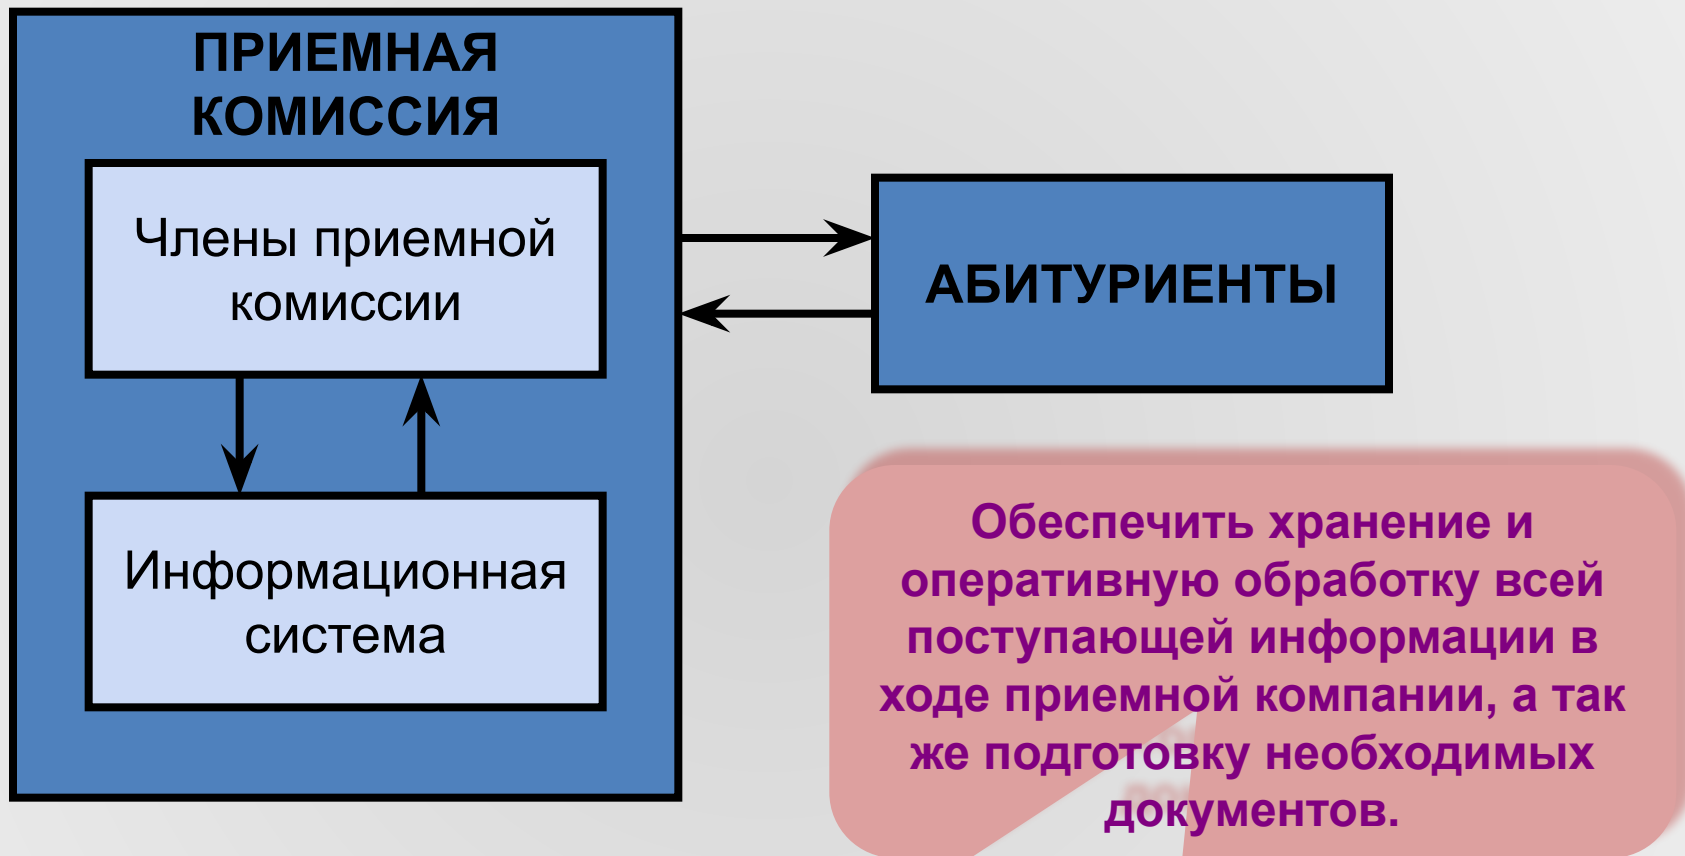 ПРИЕМНАЯ
КОМИССИЯ
Члены приемной
комиссии
Информационная
система
АБИТУРИЕНТЫ
Обеспечить хранение и
оперативную обработку всей
поступающей информации в
ходе приемной компании, а так
же подготовку необходимых
документов.